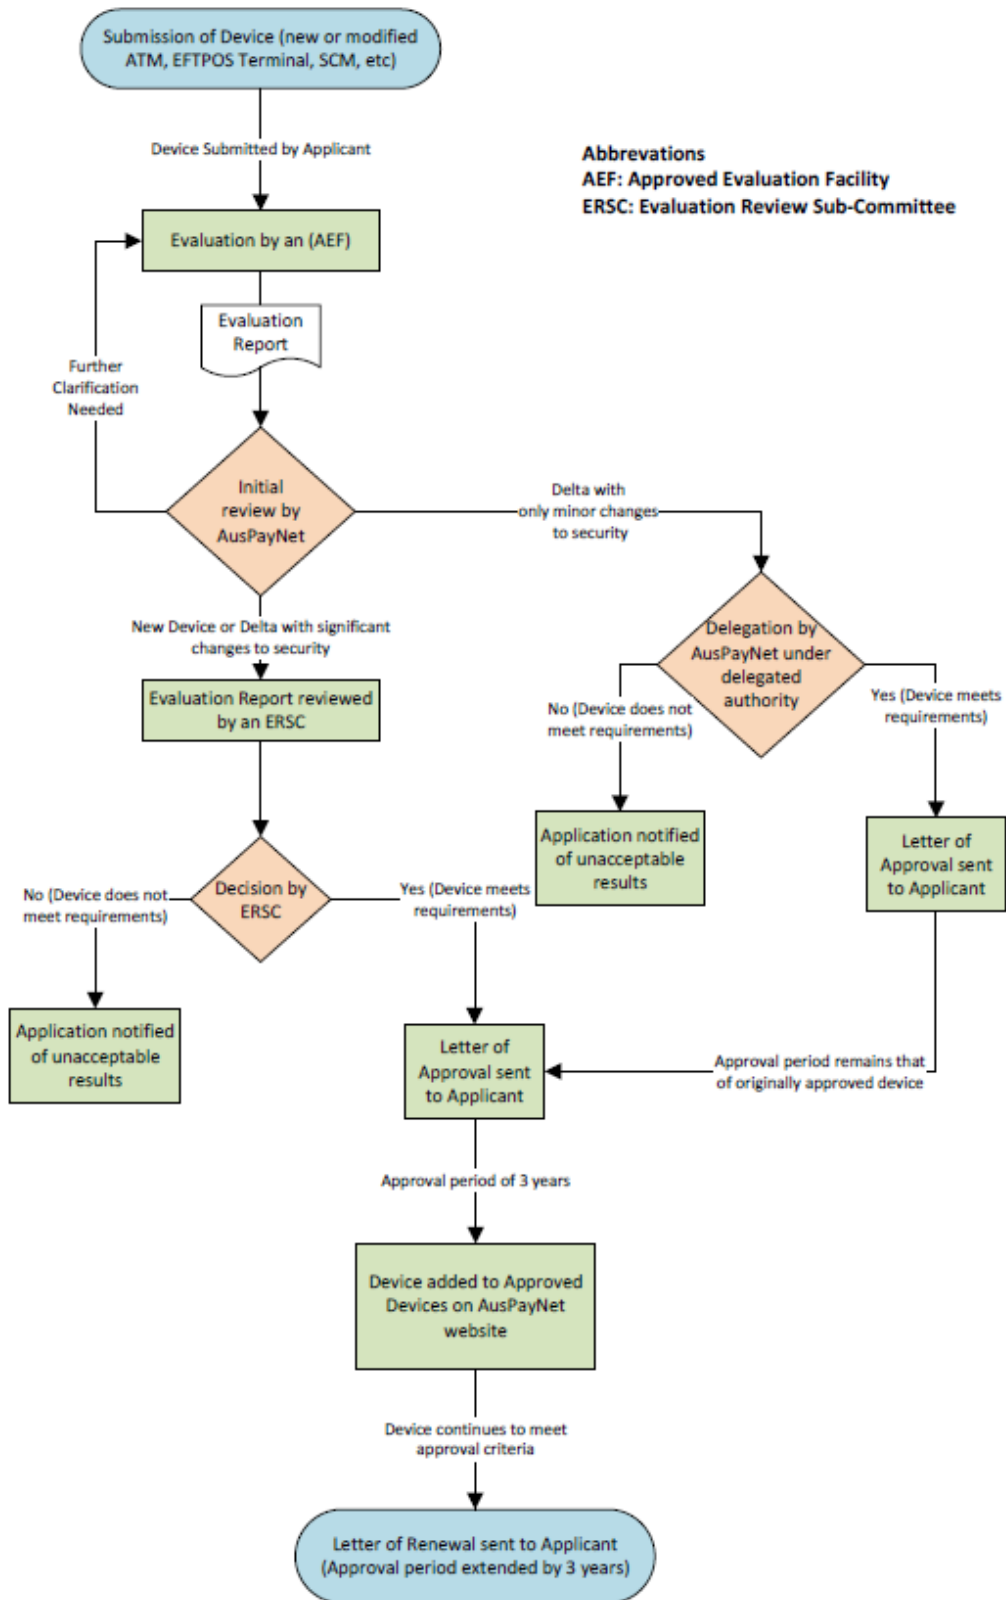 Submission of Device (new or modified
ATM, EFTPOS Terminal, SCM, etc)
Device Submitted by Applicant
Abbrevations
AEF: Approved Evaluation Facility
ERSC: Evaluation Review Sub-Committee
Evaluation by an (AEF)
Evaluation
Report
Further
Clarification
Needed
Initial
review by
AusPayNet
Delta with
only minor changes
to security
New Device or Delta with significant
changes to security
Delegation by
AusPayNet under
delegated
authority
No (Device does not
meet requirements)
Yes (Device meets
requirements)
Evaluation Report reviewed
by an ERSC
Application notified
of unacceptable
results
Letter of
Approval sent
to Applicant
Decision by
ERSC
No (Device does not
meet requirements)
Yes (Device meets
requirements)
Application notified
of unacceptable
results
Letter of
Approval sent
to Applicant
Approval period remains that
of originally approved device
Approval period of 3 years
Device added to Approved
Devices on AusPayNet
website
Device continues to meet
approval criteria
Letter of Renewal sent to Applicant
(Approval period extended by 3 years)